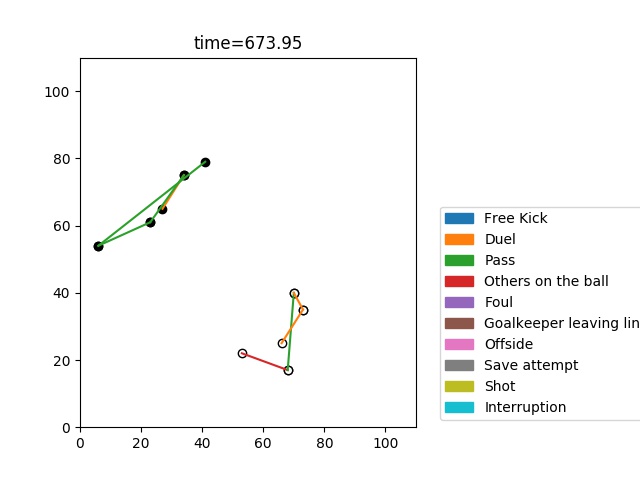 time=673.95
100
80
60
40
20
0
0 20 40 60 80 100
Free Kick
Duel
Pass
Others on the ball
Foul
Goalkeeper leaving lin
Offside
Save attempt
Shot
Interruption